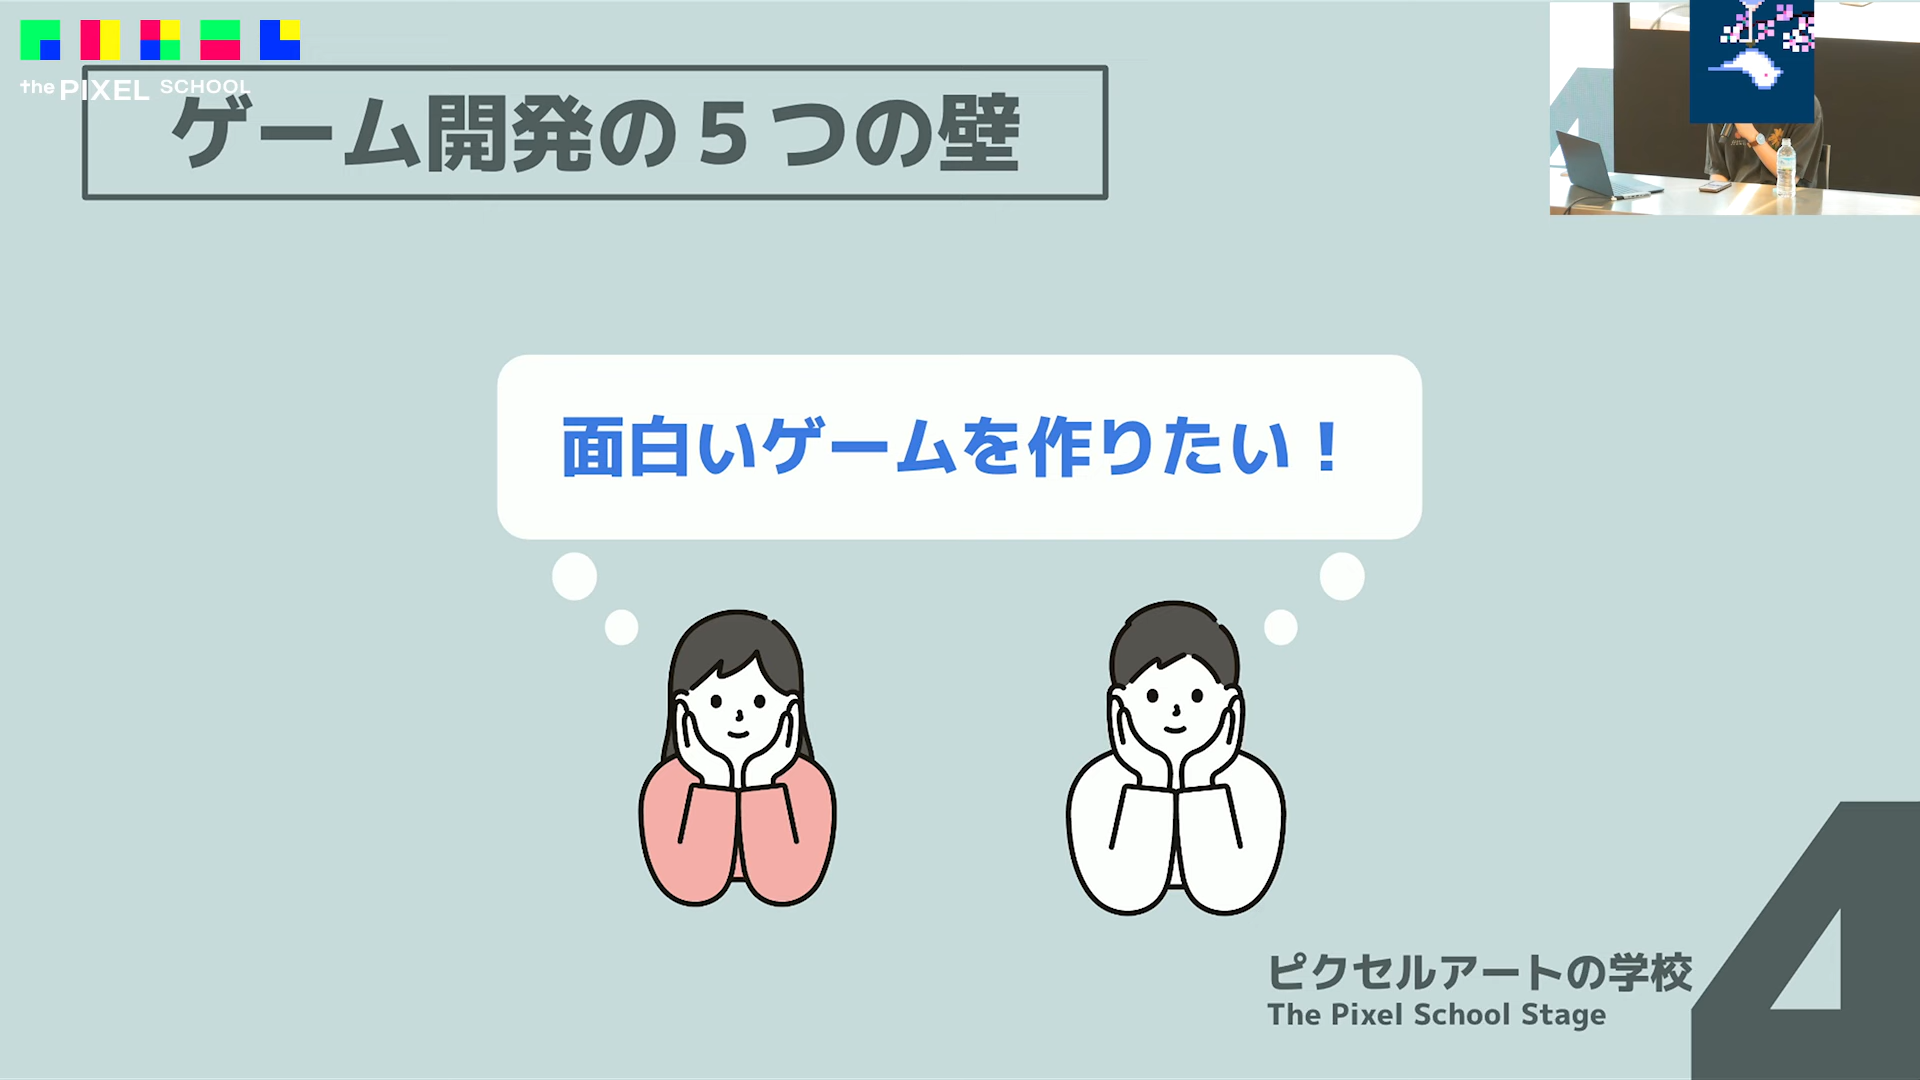 the PIXEL SCHOOL
ゲーム開発の５つの壁
面白いゲームを作りたい！
ピクセルアートの学校
The Pixel School Stage
4